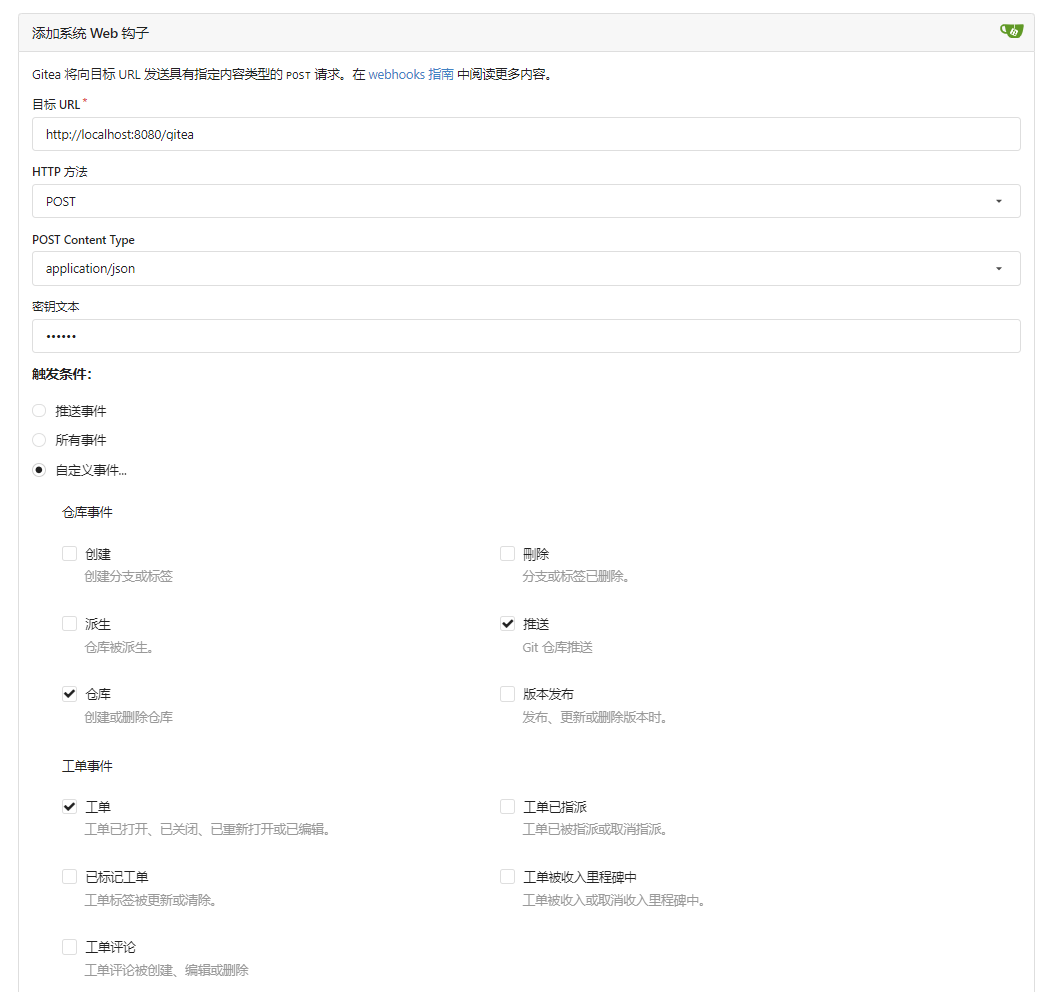 添加系统 Web 钩子
Gitea 将向目标 URL 发送具有指定内容类型的 POST 请求。在 webhooks 指南 中阅读更多内容。
目标 URL*
http://localhost:8080/gitea
HTTP 方法
POST
POST Content Type
application/json
密钥文本
••••••
触发条件：
推送事件
所有事件
自定义事件...
仓库事件
创建
创建分支或标签
刪除
分支或标签已删除。
派生
仓库被派生。
推送
Git 仓库推送
仓库
创建或删除仓库
版本发布
发布、更新或删除版本时。
工单事件
工单
工单已打开、已关闭、已重新打开或已编辑。
工单已指派
工单已被指派或取消指派。
已标记工单
工单标签被更新或清除。
工单被收入里程碑中
工单被收入或取消收入里程碑中。
工单评论
工单评论被创建、编辑或删除